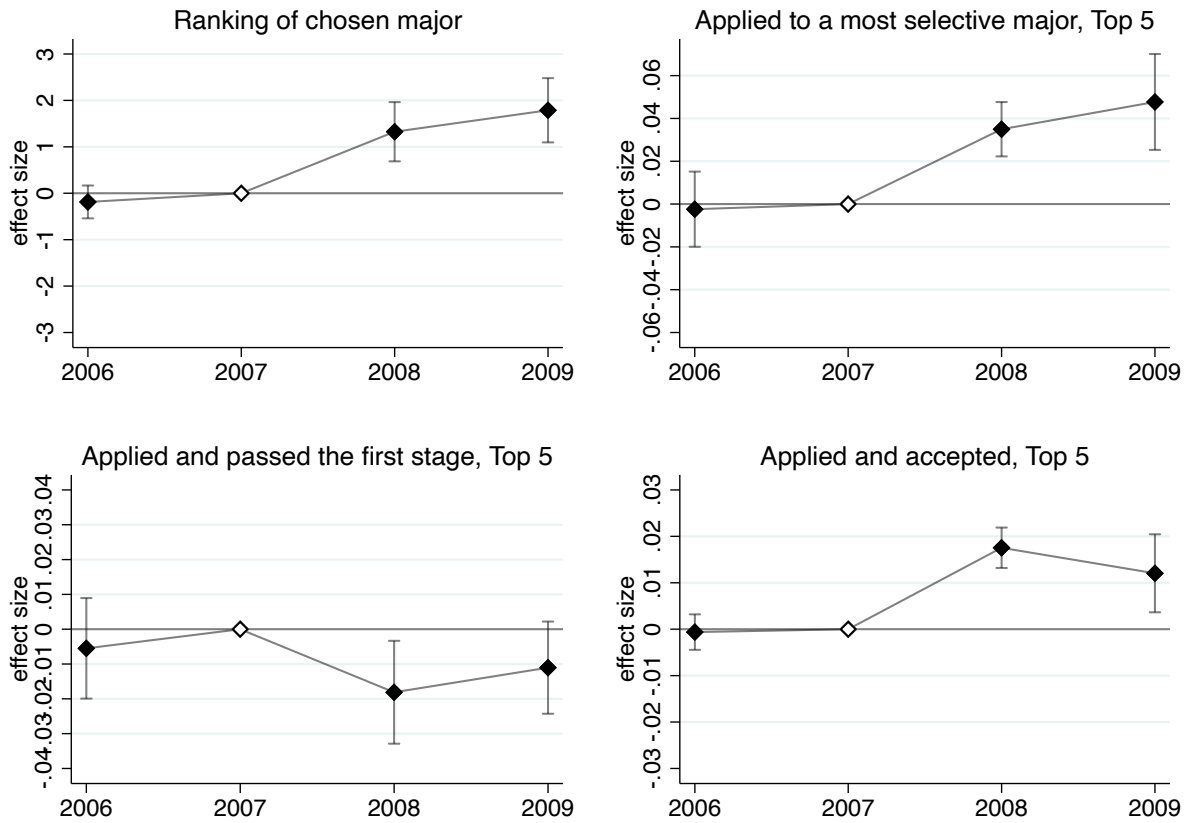 Ranking of chosen major
effect size
3
2
1
0
-1
-2
-3
2006 2007 2008 2009
Applied to a most selective major, Top 5
effect size
.06
.04
.02
0
-.02
-.04
-.06
2006 2007 2008 2009
Applied and passed the first stage, Top 5
effect size
.04
.03
.02
.01
0
-.01
-.02
-.03
-.04
2006 2007 2008 2009
Applied and accepted, Top 5
effect size
.03
.02
.01
0
-.01
-.02
-.03
2006 2007 2008 2009